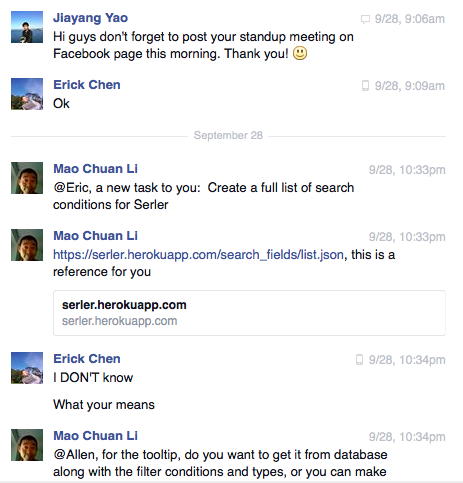 Jiayang Yao
9/28, 9:06am
Hi guys don't forget to post your standup meeting on
Facebook page this morning. Thank you!
Erick Chen
9/28, 9:09am
Ok
September 28
Mao Chuan Li
9/28, 10:33pm
@Eric, a new task to you:  Create a full list of search
conditions for Serler
Mao Chuan Li
9/28, 10:33pm
https://serler.herokuapp.com/search_fields/list.json, this is a
reference for you
serler.herokuapp.com
serler.herokuapp.com
Erick Chen
9/28, 10:34pm
I DON'T know
What your means
Mao Chuan Li
9/28, 10:34pm
@Allen, for the tooltip, do you want to get it from database
along with the filter conditions and types, or you can make